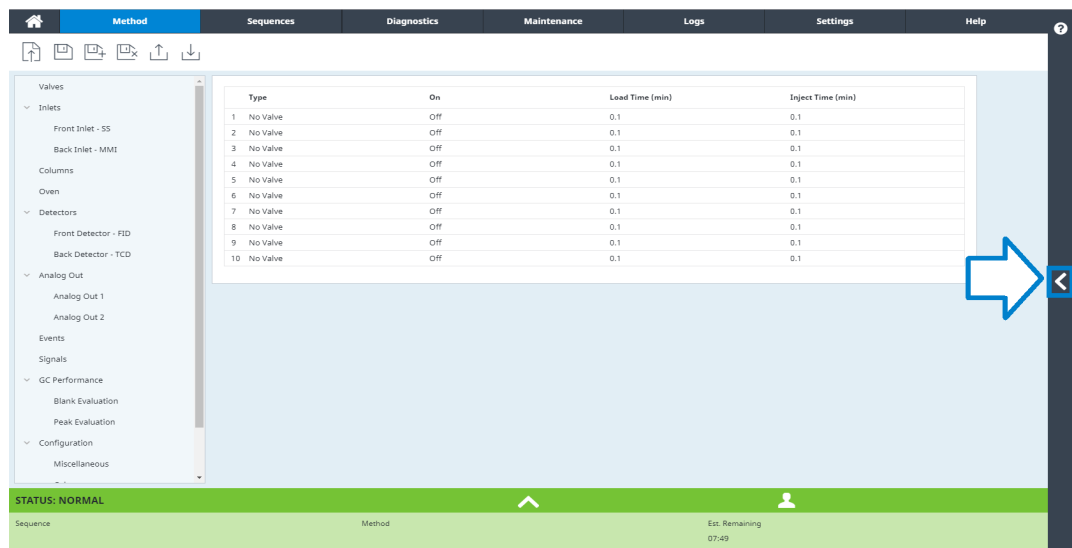 Method Sequences Diagnostics Maintenance Logs Settings Help
?
Valves
Inlets
Front Inlet - SS
Back Inlet - MMI
Columns
Oven
Detectors
Front Detector - FID
Back Detector - TCD
Analog Out
Analog Out 1
Analog Out 2
Events
Signals
GC Performance
Blank Evaluation
Peak Evaluation
Configuration
Miscellaneous
Type On Load Time (min) Inject Time (min)
1 No Valve Off 0.1 0.1
2 No Valve Off 0.1 0.1
3 No Valve Off 0.1 0.1
4 No Valve Off 0.1 0.1
5 No Valve Off 0.1 0.1
6 No Valve Off 0.1 0.1
7 No Valve Off 0.1 0.1
8 No Valve Off 0.1 0.1
9 No Valve Off 0.1 0.1
10 No Valve Off 0.1 0.1
STATUS: NORMAL
Sequence Method Est. Remaining
07:49